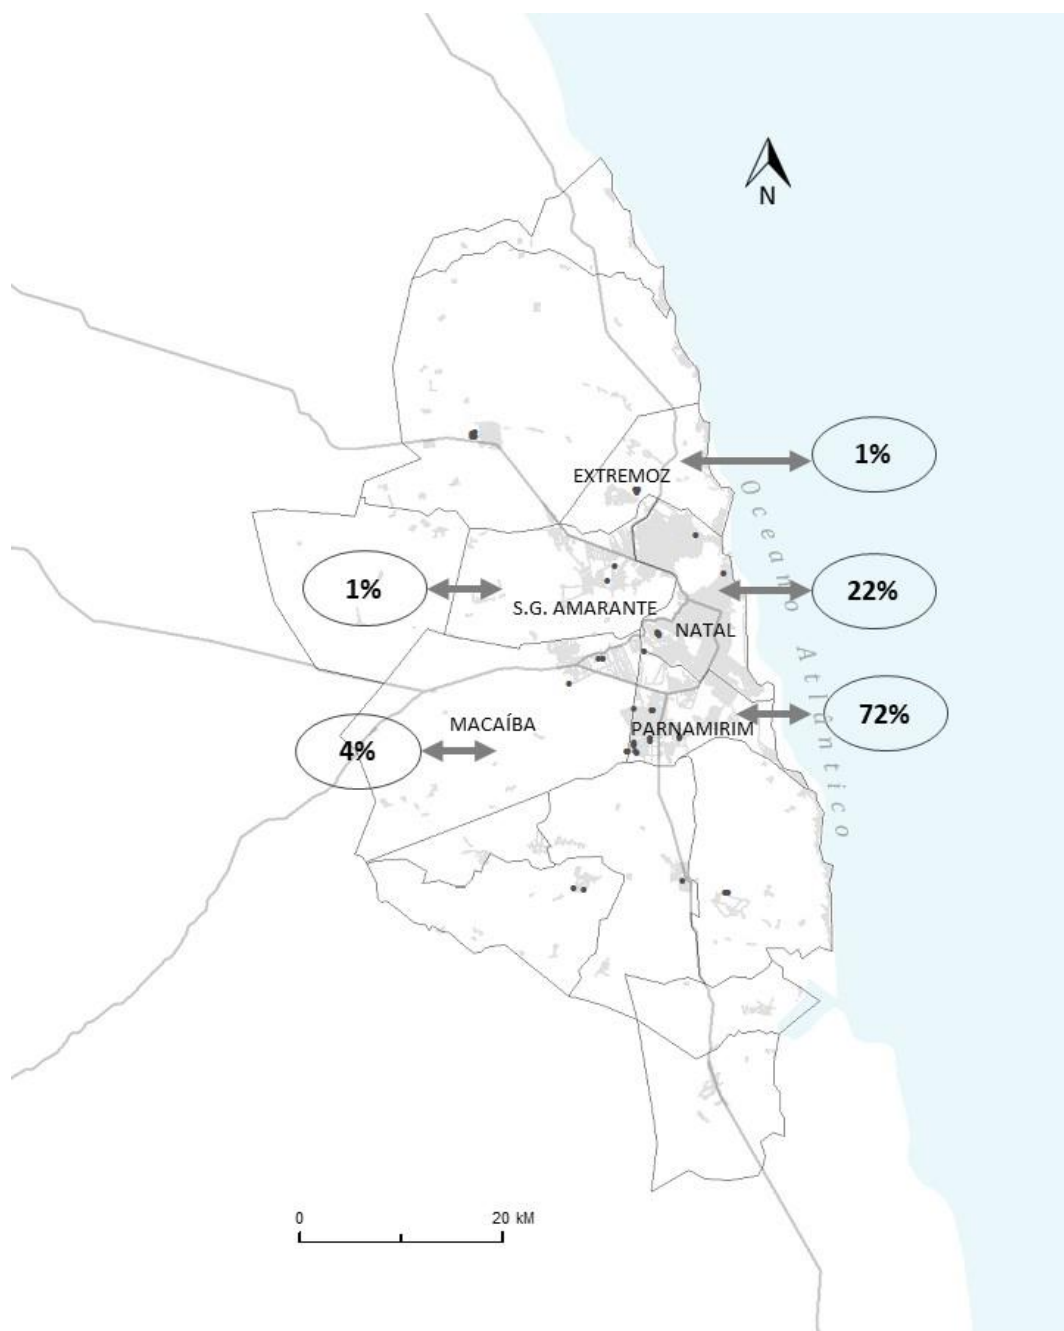 N
1%
EXTREMOZ
Oceano Atlântico
1%
22%
S.G. AMARANTE
NATAL
72%
MACAÍBA
PARNAMIRIM
4%
0 20 kM